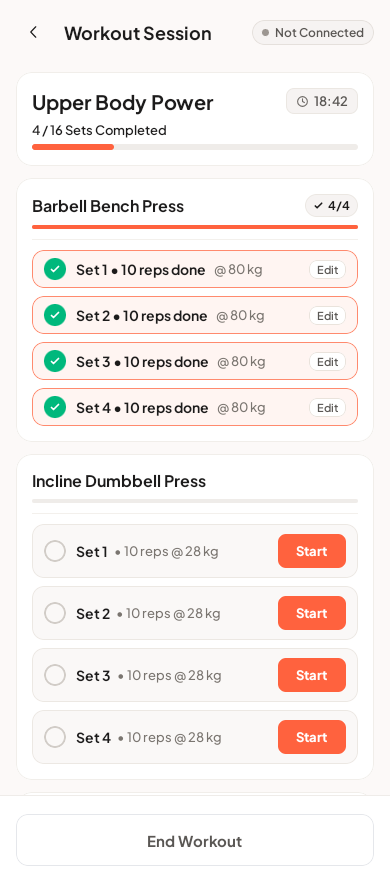 Workout Session
Not Connected
Upper Body Power
18:42
4 / 16 Sets Completed
Barbell Bench Press
4/4
Set 1 • 10 reps done @ 80 kg Edit
Set 2 • 10 reps done @ 80 kg Edit
Set 3 • 10 reps done @ 80 kg Edit
Set 4 • 10 reps done @ 80 kg Edit
Incline Dumbbell Press
Set 1 • 10 reps @ 28 kg Start
Set 2 • 10 reps @ 28 kg Start
Set 3 • 10 reps @ 28 kg Start
Set 4 • 10 reps @ 28 kg Start
End Workout